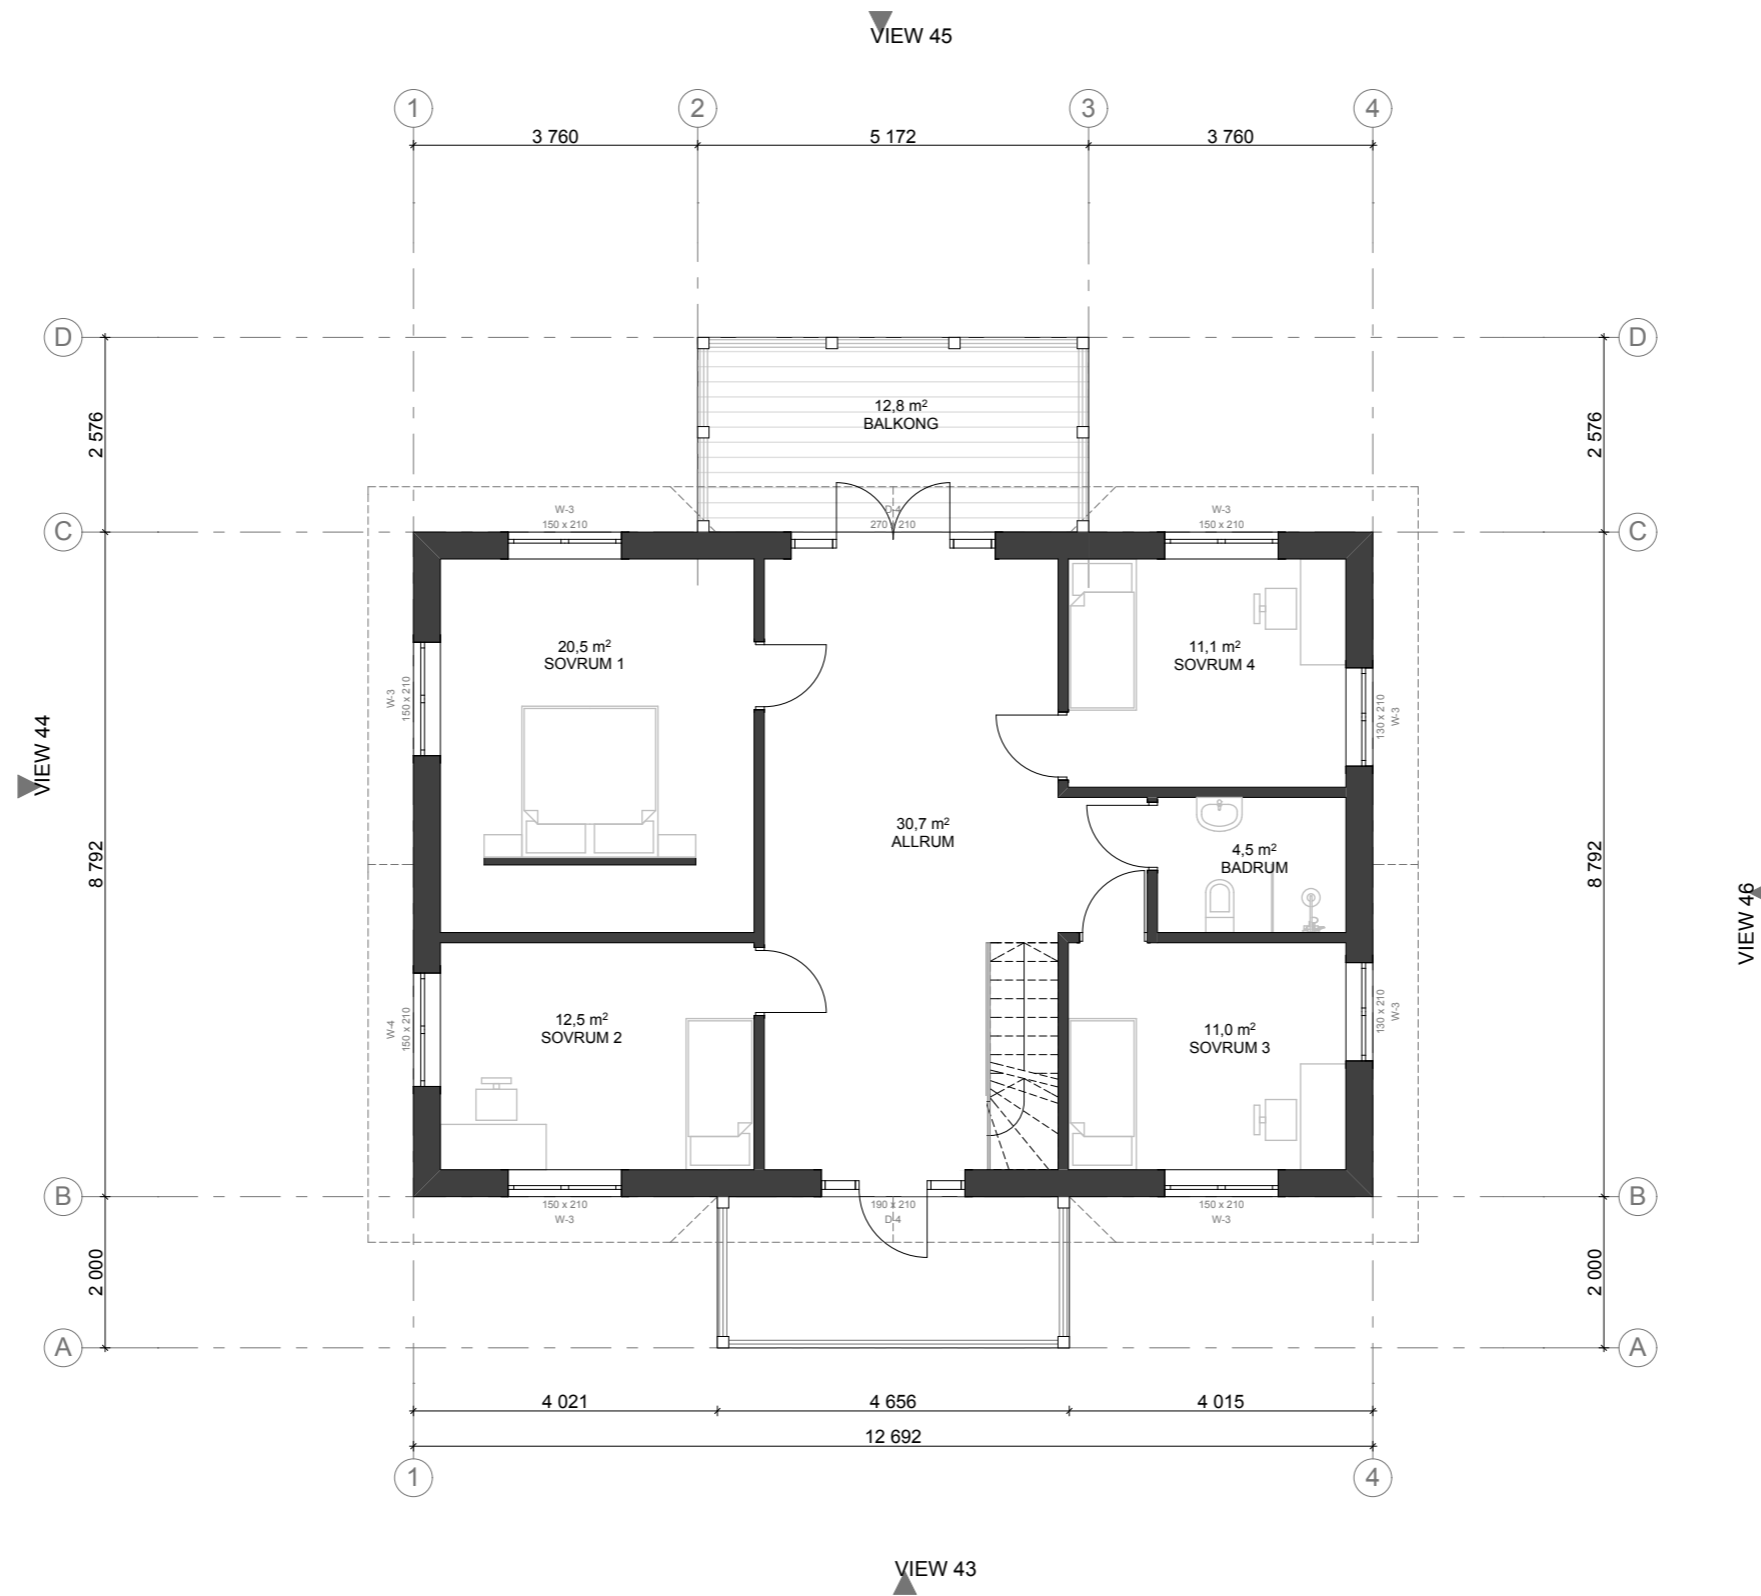 VIEW 45
1 2 3 4
3 760 5 172 3 760
D D
2 576 2 576
12,8 m²
BALKONG
W-3 D-4 W-3
150 x 210 270 x 210 150 x 210
C C
20,5 m²
SOVRUM 1
11,1 m²
SOVRUM 4
W-3
150 x 210
130 x 210
W-3
VIEW 44
30,7 m²
ALLRUM
4,5 m²
BADRUM
8 792 8 792
VIEW 46
12,5 m²
SOVRUM 2
11,0 m²
SOVRUM 3
W-4
150 x 210
130 x 210
W-3
B B
150 x 210 190 x 210 150 x 210
W-3 D-4 W-3
2 000 2 000
A A
4 021 4 656 4 015
12 692
1 4
VIEW 43